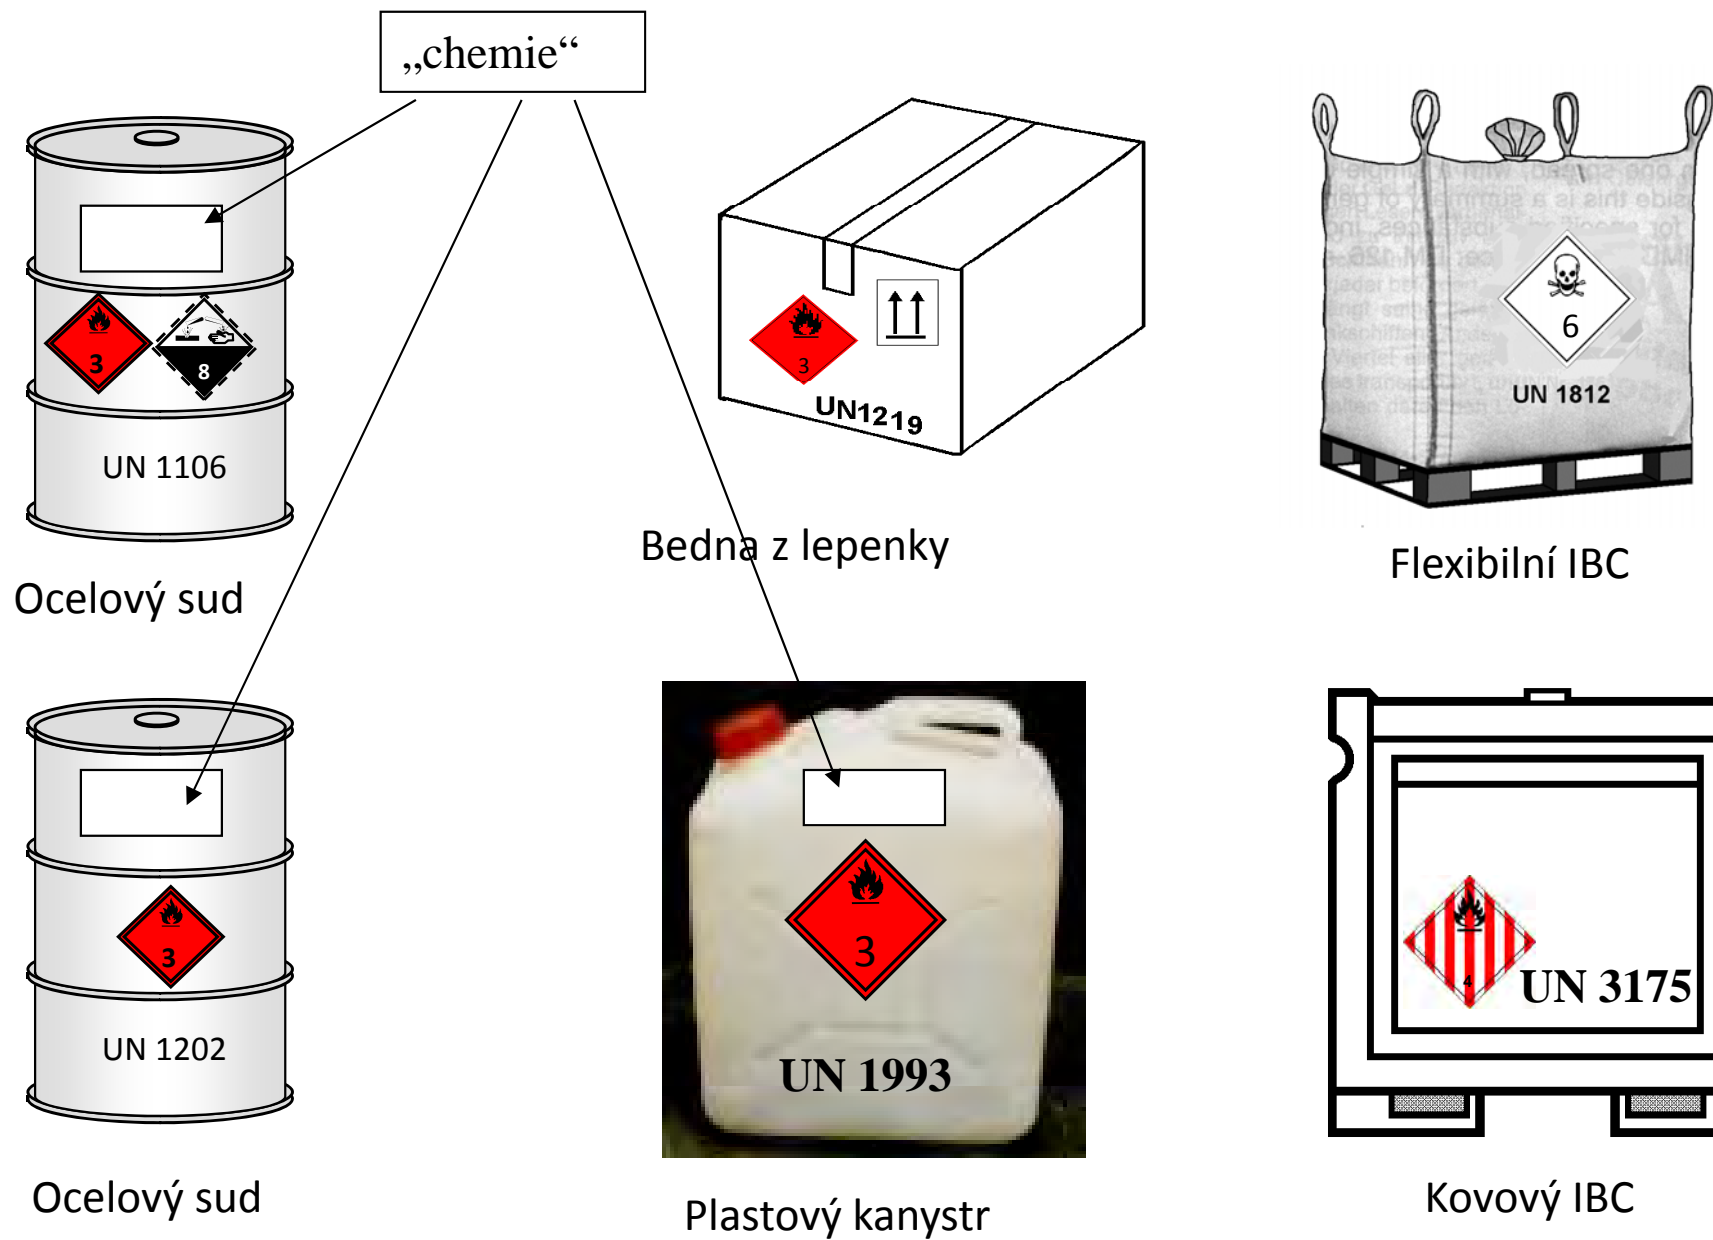 „chemie“
3
8
UN 1106
Ocelový sud
3
UN1219
Bedna z lepenky
6
UN 1812
Flexibilní IBC
3
UN 1202
Ocelový sud
3
UN 1993
Plastový kanystr
4
UN 3175
Kovový IBC